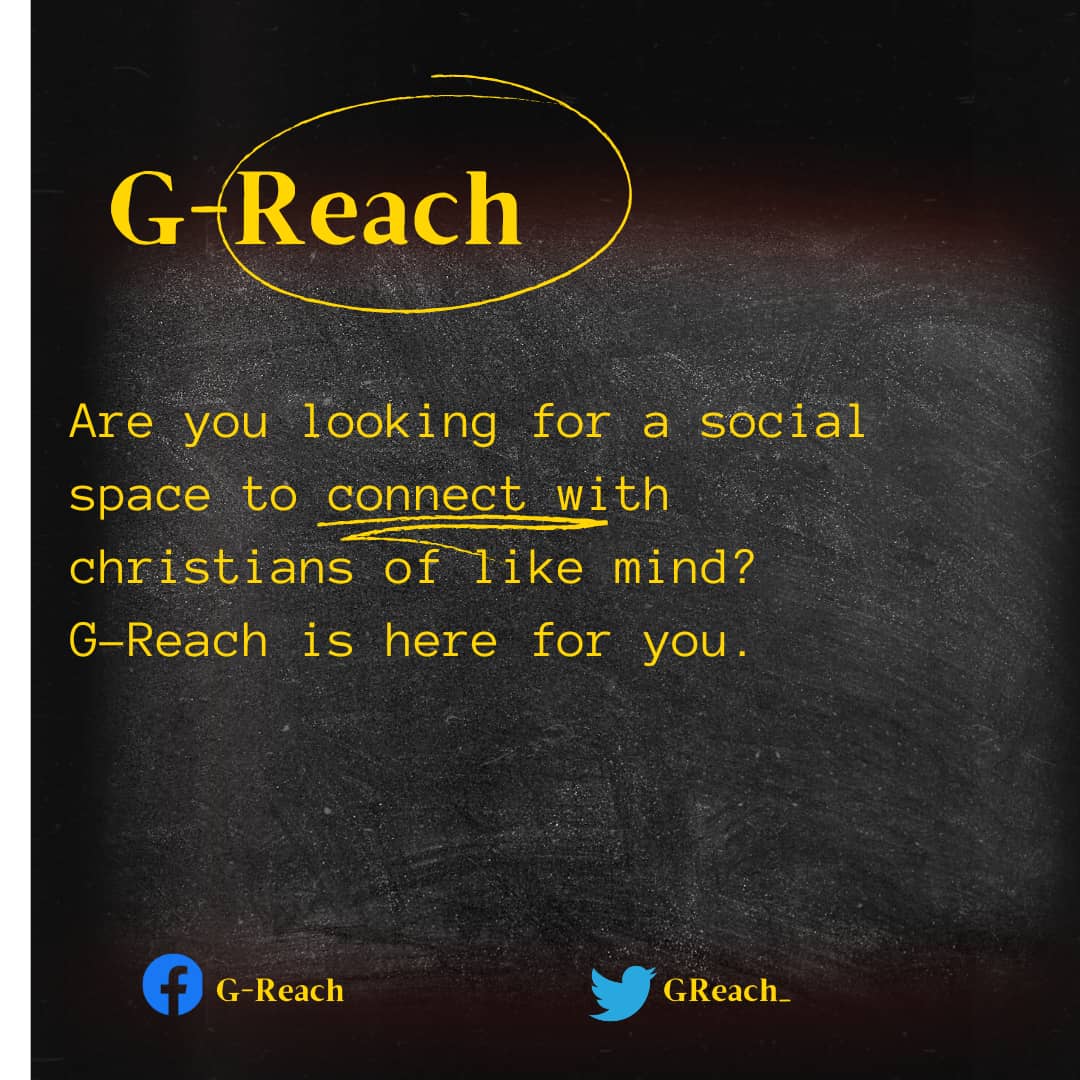 G-Reach
Are you looking for a social
space to connect with
christians of like mind?
G-Reach is here for you.
G-Reach
GReach_